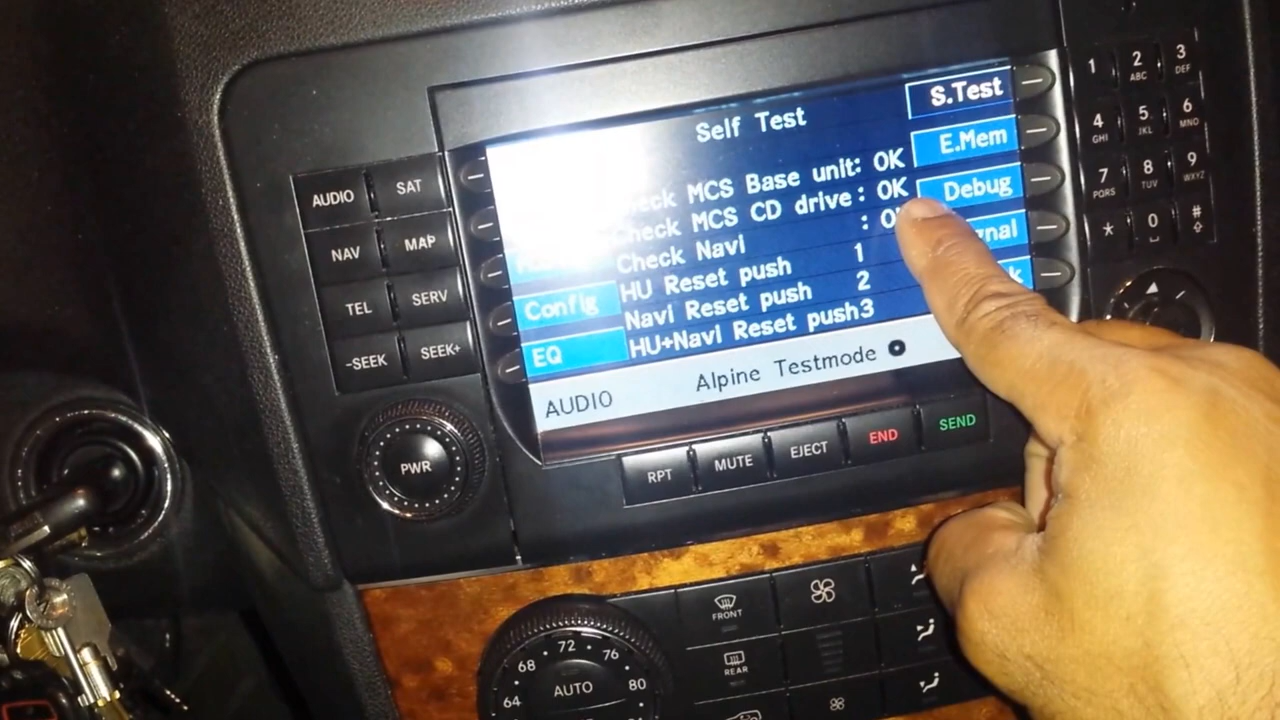 S.Test
Self Test
E.Mem
MCS Base unit: OK
Debug
MCS CD drive: OK
Check Navi :
HU Reset push 1
Config
Navi Reset push 2
EQ
HU+Navi Reset push3
AUDIO Alpine Testmode
AUDIO SAT
NAV MAP
TEL SERV
-SEEK SEEK+
PWR
RPT MUTE EJECT END SEND
1 2 ABC 3 DEF
4 GHI 5 JKL 6 MNO
7 PQRS 8 TUV 9 WXYZ
* 0 #
FRONT
REAR
64 68 72 76 80
AUTO